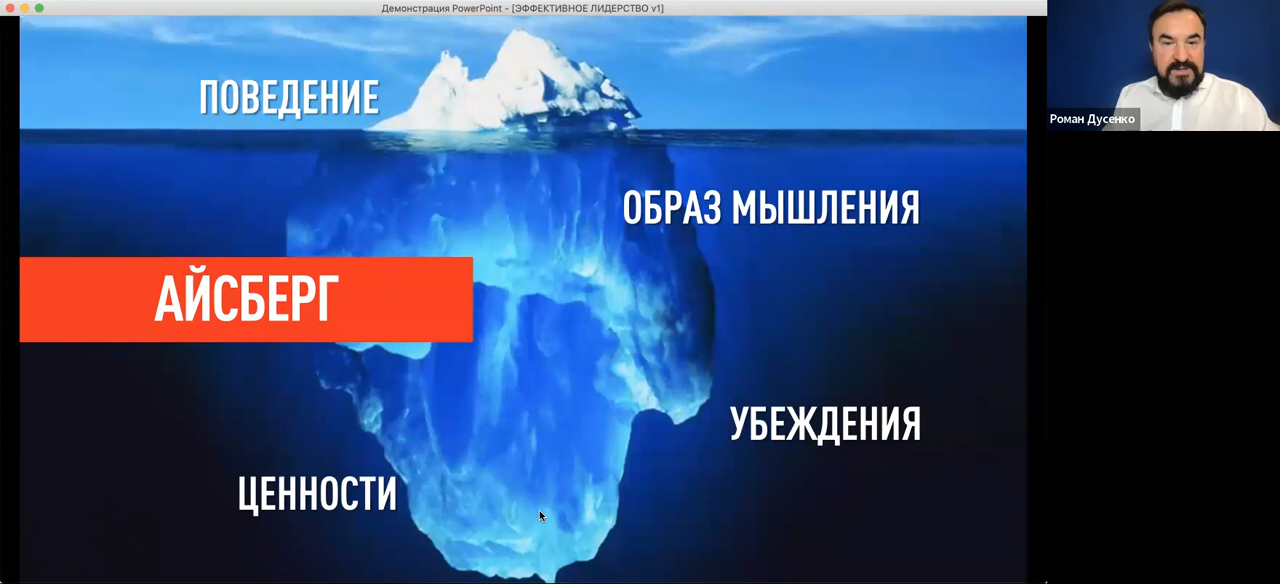 Демонстрация PowerPoint - [ЭФФЕКТИВНОЕ ЛИДЕРСТВО v1]
Роман Дусенко
ПОВЕДЕНИЕ
ОБРАЗ МЫШЛЕНИЯ
АЙСБЕРГ
УБЕЖДЕНИЯ
ЦЕННОСТИ